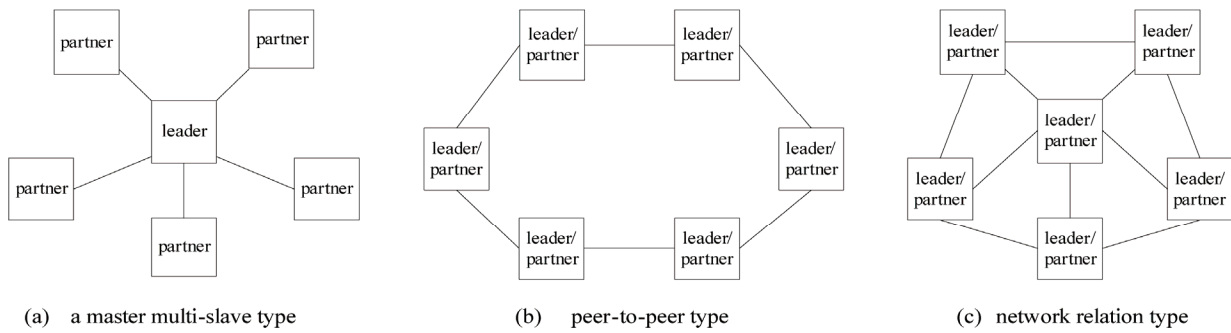 partner
partner
leader
partner
partner
partner
(a) a master multi-slave type
leader/
partner
leader/
partner
leader/
partner
leader/
partner
leader/
partner
leader/
partner
(b) peer-to-peer type
leader/
partner
leader/
partner
leader/
partner
leader/
partner
leader/
partner
leader/
partner
(c) network relation type